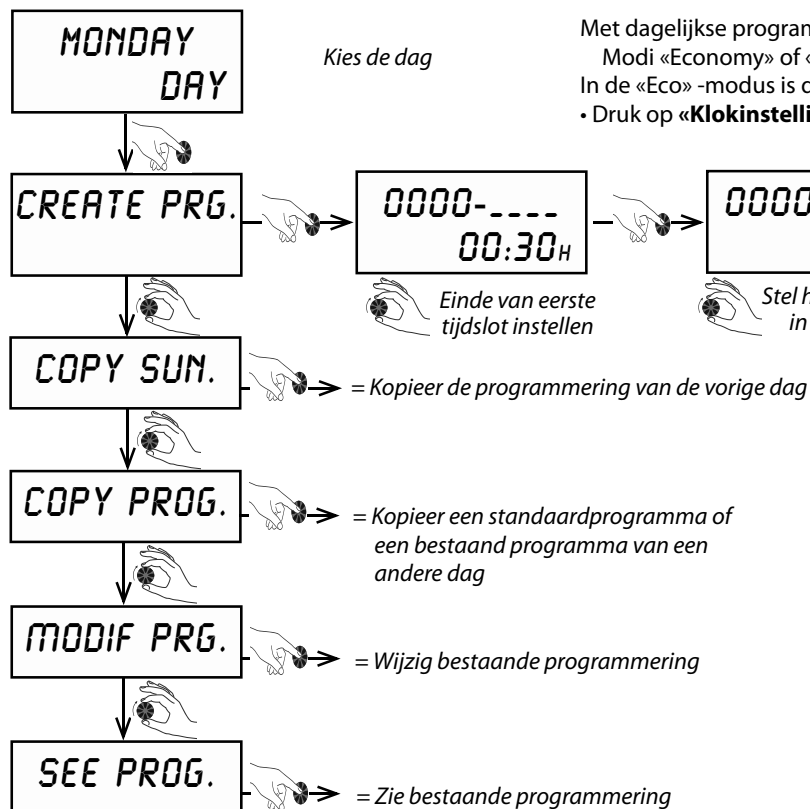 MONDAY
DAY
Kies de dag
Met dagelijkse
Modi «Economy» of
In de «Eco» -modus is
• Druk op
CREATE PRG.
0000-____
00:30H
0000
Einde van eerste
tijdslot instellen
Stel
in
COPY SUN.
= Kopieer de programmering van de vorige dag
COPY PROG.
= Kopieer een standaardprogramma of
een bestaand programma van een
andere dag
MODIF PRG.
= Wijzig bestaande programmering
SEE PROG.
= Zie bestaande programmering